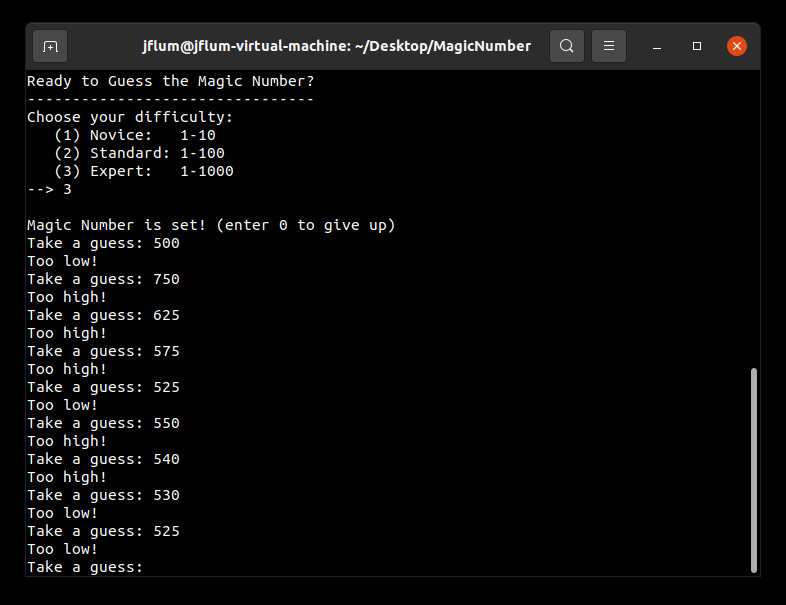 jflum@jflum-virtual-machine: ~/Desktop/MagicNumber
Ready to Guess the Magic Number?
--------------------------------
Choose your difficulty:
   (1) Novice:   1-10
   (2) Standard: 1-100
   (3) Expert:   1-1000
--> 3

Magic Number is set! (enter 0 to give up)
Take a guess: 500
Too low!
Take a guess: 750
Too high!
Take a guess: 625
Too high!
Take a guess: 575
Too high!
Take a guess: 525
Too low!
Take a guess: 550
Too high!
Take a guess: 540
Too high!
Take a guess: 530
Too low!
Take a guess: 525
Too low!
Take a guess: